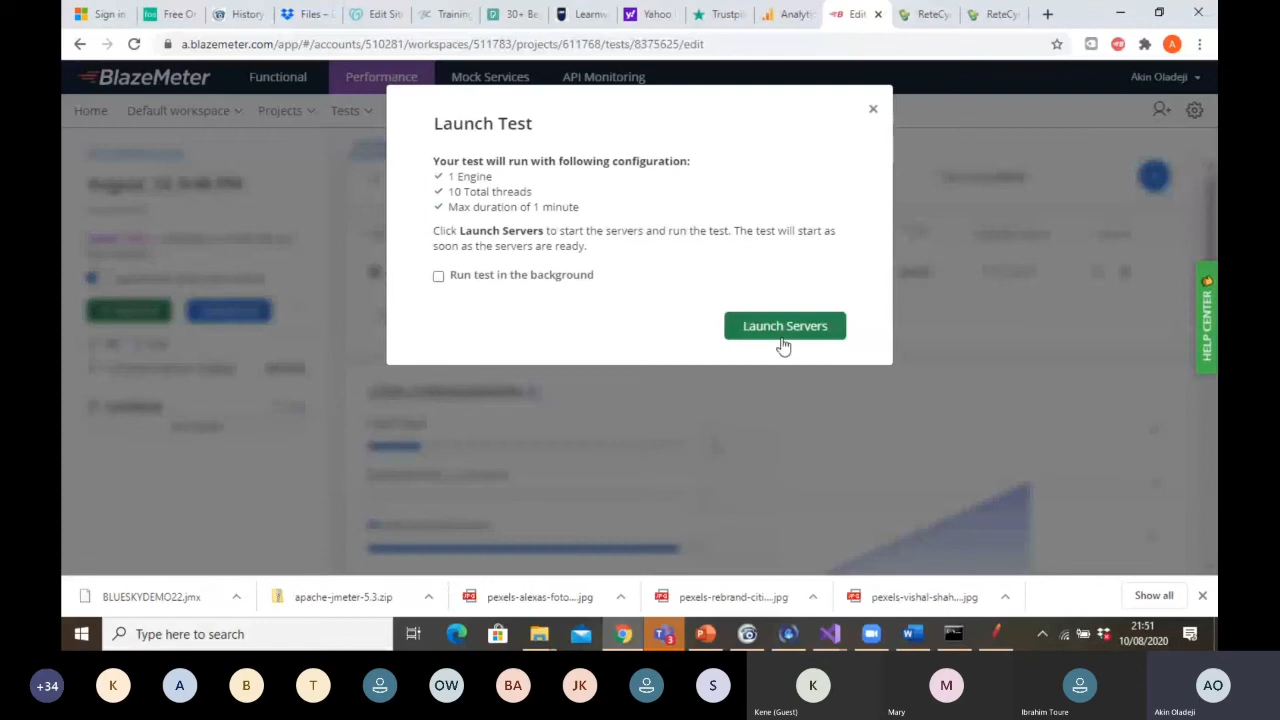 Sign in
Free Or
History
Files –
Edit Sit
Training
30+ Be
Learnw
Yahoo
Trustpil
Analytic
Edit
ReteCy
ReteCy
a.blazemeter.com/app/#/accounts/510281/workspaces/511783/projects/611768/tests/8375625/edit
A
BlazeMeter
Functional
Performance
Mock Services
API Monitoring
Akin Oladeji
Home
Default workspace
Projects
Tests
Launch Test
Your test will run with following configuration:
1 Engine
10 Total threads
Max duration of 1 minute
Click Launch Servers to start the servers and run the test. The test will start as
soon as the servers are ready.
Run test in the background
Launch Servers
HELP CENTER
BLUESKYDEMO22.jmx
apache-jmeter-5.3.zip
pexels-alexas-foto....jpg
pexels-rebrand-citi....jpg
pexels-vishal-shah....jpg
Show all
Type here to search
3
21:51
10/08/2020
+34
K
A
B
T
OW
BA
JK
S
K
M
AO
Kene (Guest)
Mary
Ibrahim Toure
Akin Oladeji